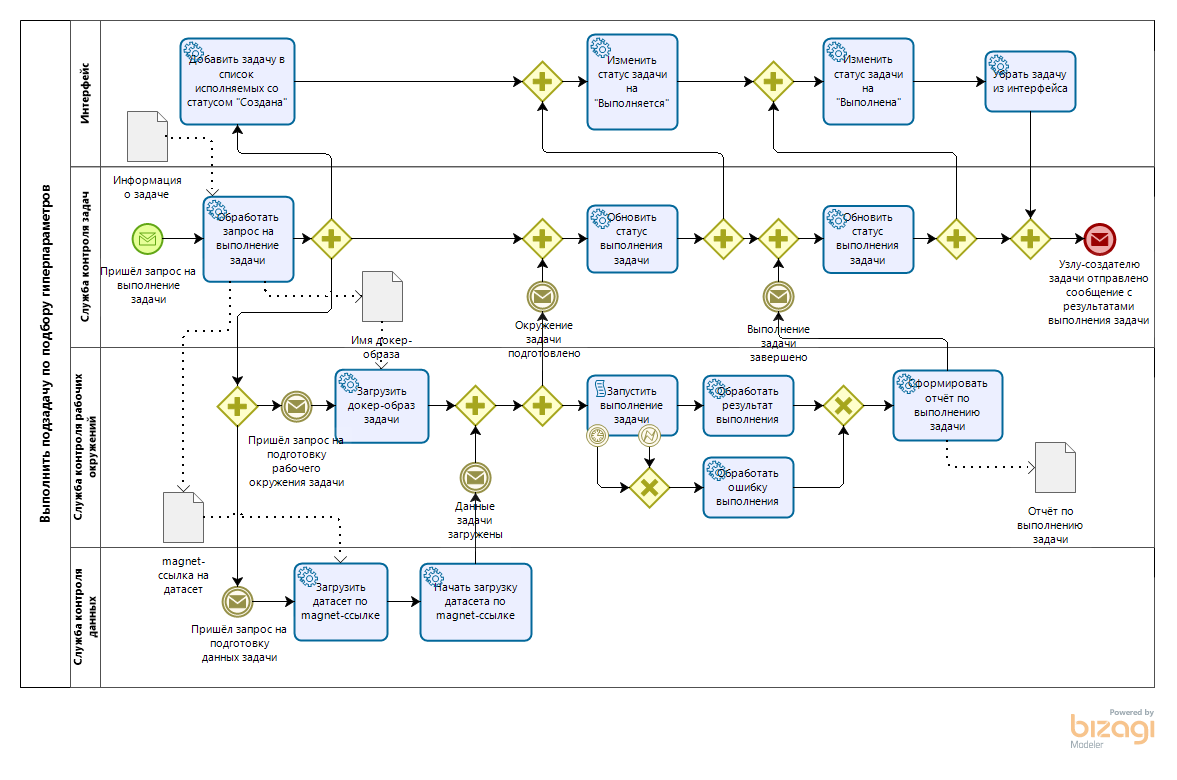 Выполнить подзадачу по подбору гиперпараметров
Интерфейс
Добавить задачу в
список
исполняемых со
статусом "Создана"
Изменить
статус задачи
на
"Выполняется"
Изменить
статус задачи
на
"Выполнена"
Убрать задачу
из интерфейса
Информация
о задаче
Служба контроля задач
Пришёл запрос на
выполнение
задачи
Обработать
запрос на
выполнение
задачи
Имя докер-
образа
Окружение
задачи
подготовлено
Обновить
статус
выполнения
задачи
Выполнение
задачи
завершено
Обновить
статус
выполнения
задачи
Узлу-создателю
задачи отправлено
сообщение с
результатами
выполнения задачи
Служба контроля рабочих
окружений
Пришёл запрос на
подготовку
рабочего
окружения задачи
Загрузить
докер-образ
задачи
Данные
задачи
загружены
Запустить
выполнение
задачи
Обработать
результат
выполнения
Обработать
ошибку
выполнения
Сформировать
отчёт по
выполнению
задачи
Отчёт по
выполнению
задачи
magnet-
ссылка на
датасет
Служба контроля
данных
Пришёл запрос на
подготовку
данных задачи
Загрузить
датасет по
magnet-ссылке
Начать загрузку
датасета по
magnet-ссылке
Powered by
bizagi
Modeler